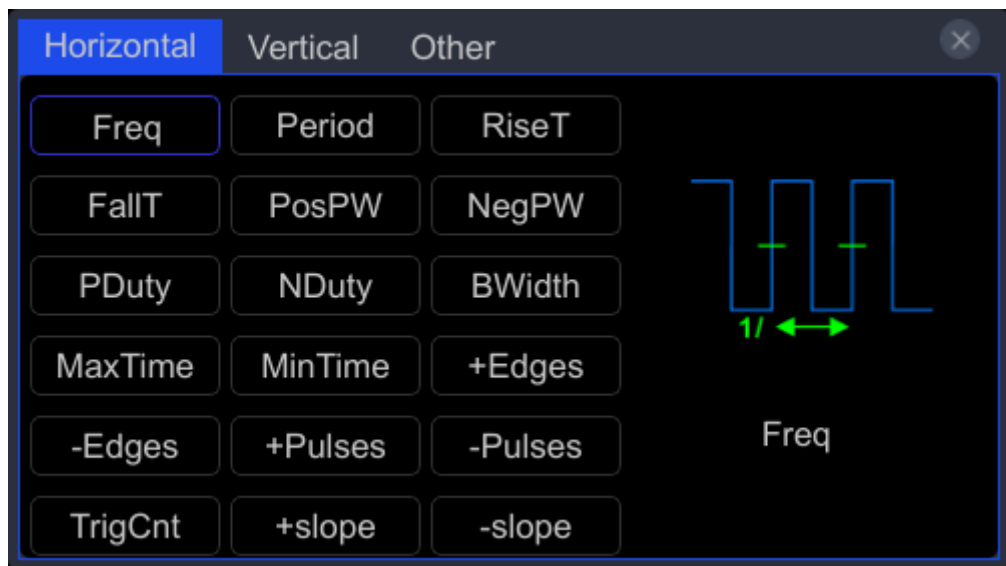 Horizontal Vertical Other
Freq Period RiseT
FallT PosPW NegPW
PDuty NDuty BWidth
1/
MaxTime MinTime +Edges
-Edges +Pulses -Pulses
Freq
TrigCnt +slope -slope